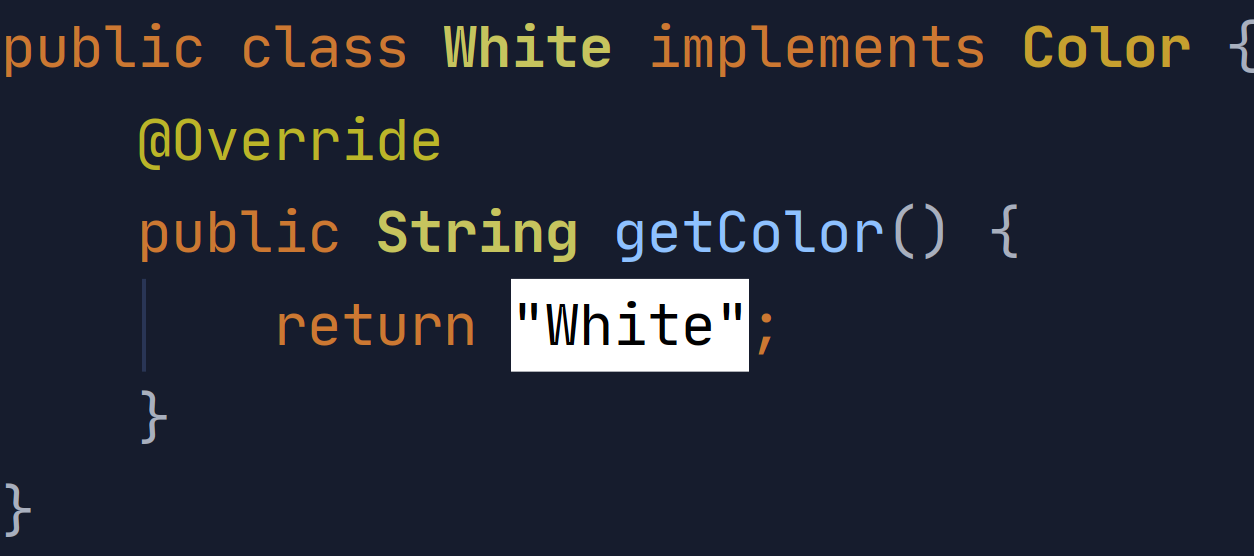 public class White implements Color {
@Override
public String getColor() {
return "White";
}
}